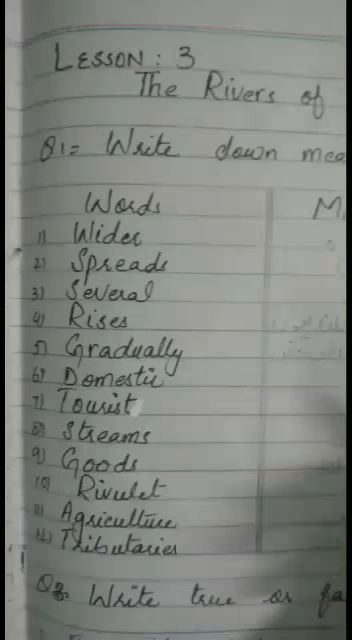 LESSON : 3
The Rivers of
Q1= Write down mea
Words M
1) Wider
2) Spreads
3) Several
4) Rises
5) Gradually
6) Domestic
7) Tourist
8) Streams
9) Goods
10) Rivulet
11) Agriculture
12) Tributaries
Q2. Write true or fa